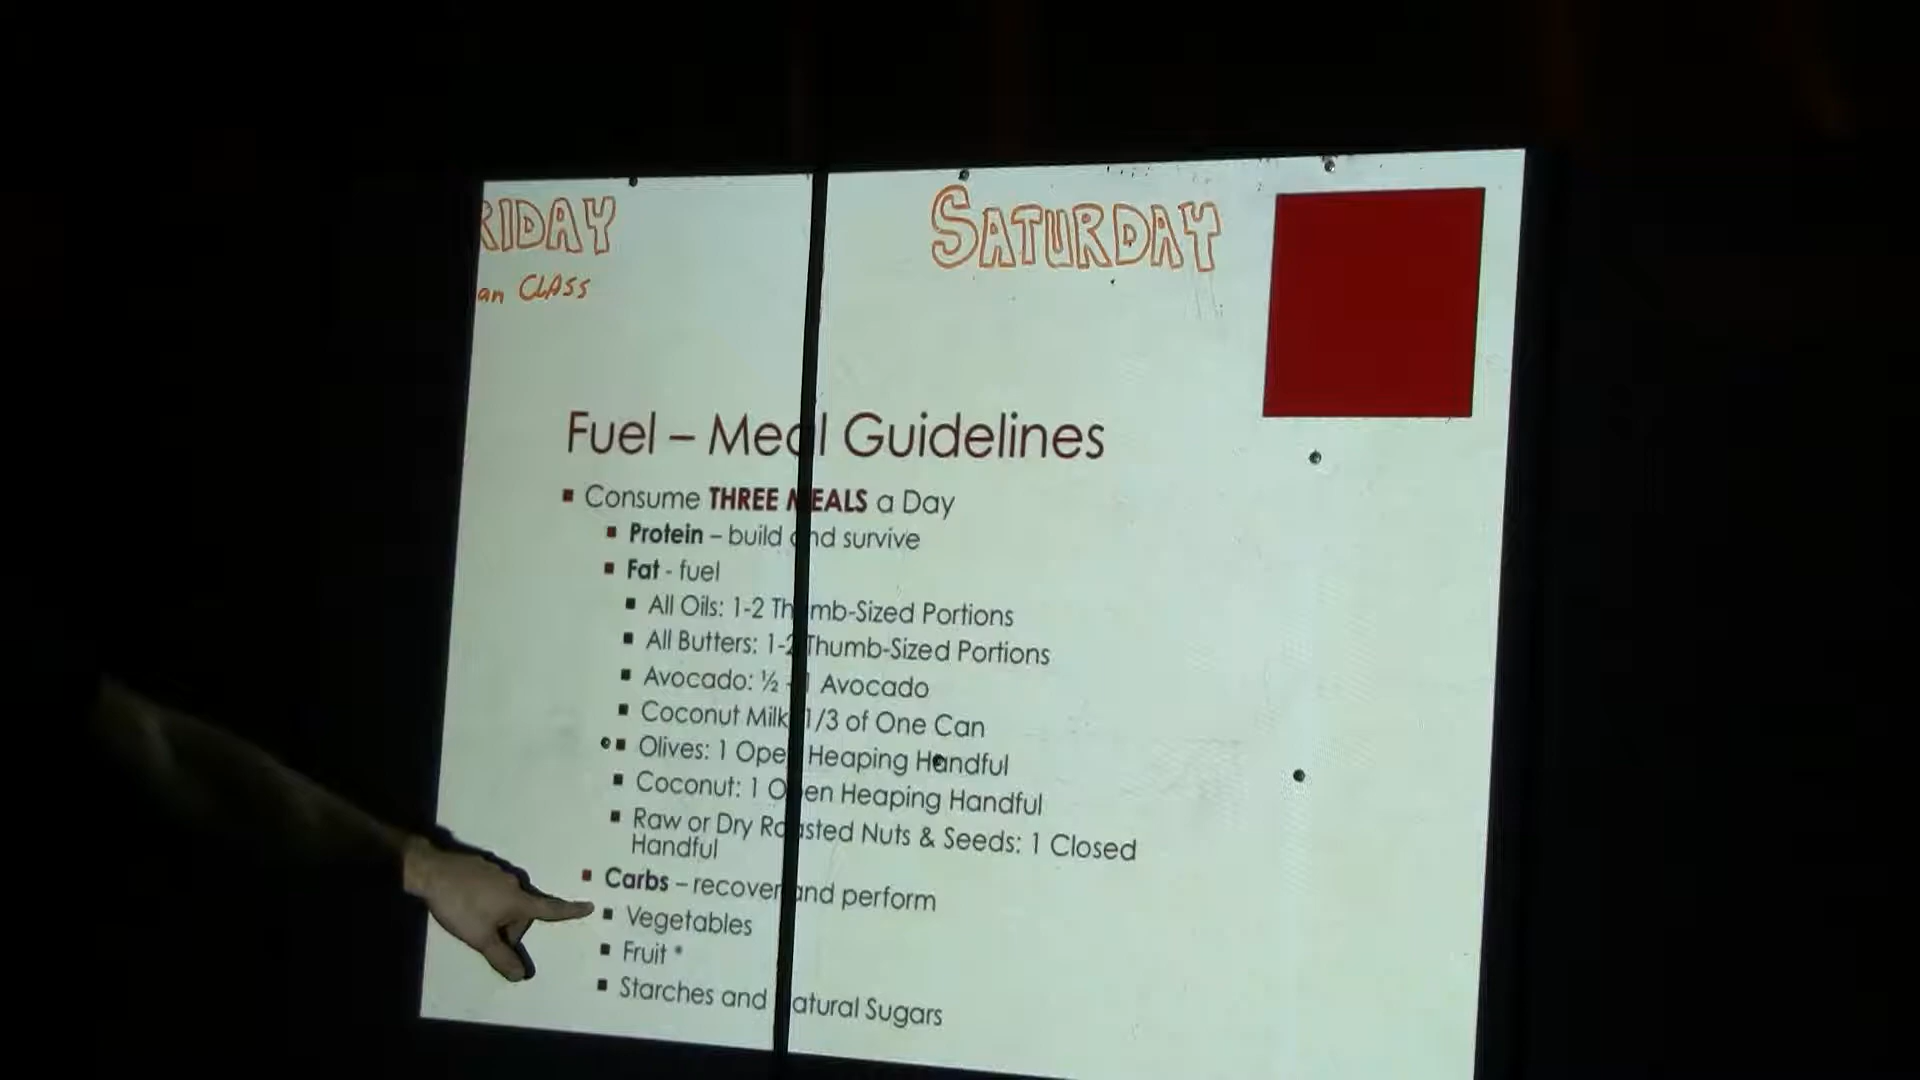 RIDAY
SATURDAY
an CLASS
Fuel – Meal Guidelines
Consume THREE MEALS a Day
Protein – build and survive
Fat - fuel
All Oils: 1-2 Thumb-Sized Portions
All Butters: 1-2 Thumb-Sized Portions
Avocado: ½ - 1 Avocado
Coconut Milk: 1/3 of One Can
Olives: 1 Open Heaping Handful
Coconut: 1 Open Heaping Handful
Raw or Dry Roasted Nuts & Seeds: 1 Closed
Handful
Carbs – recover and perform
Vegetables
Fruit *
Starches and Natural Sugars